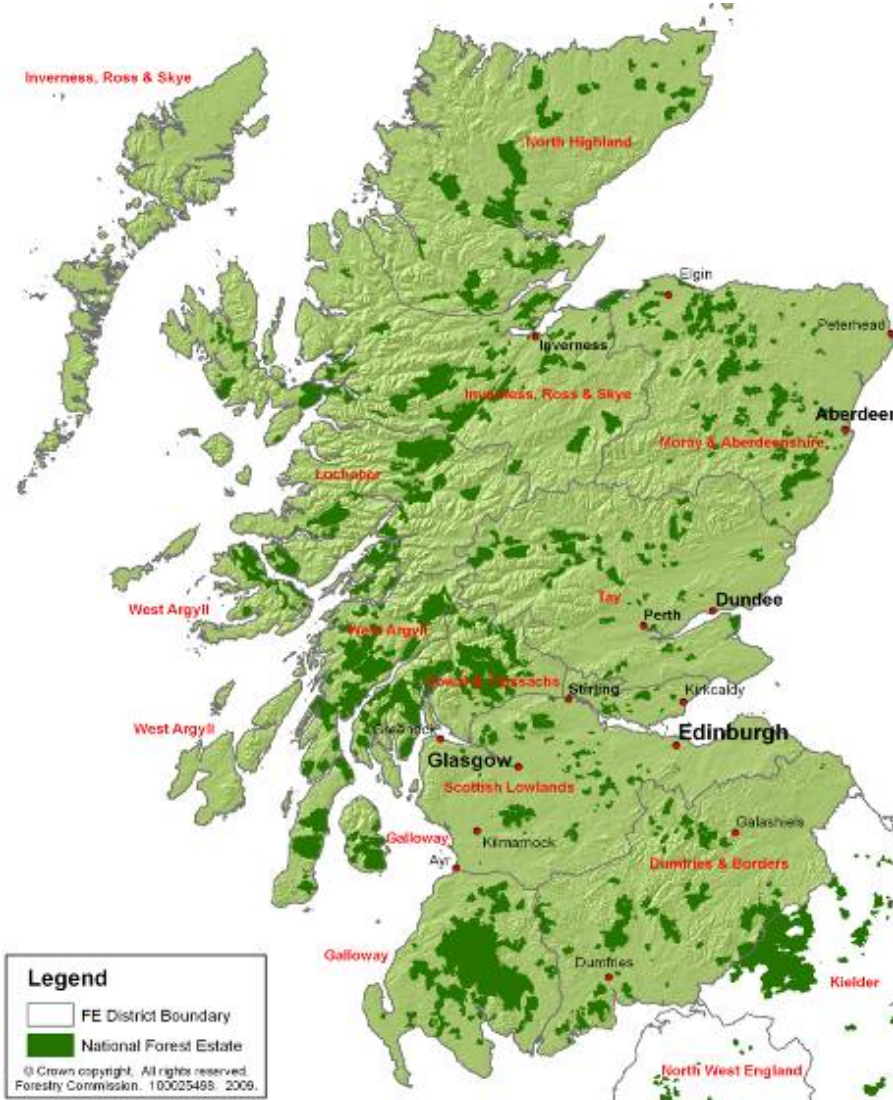 Inverness, Ross & Skye
North Highland
Elgin
Peterhead
Inverness
Inverness, Ross & Skye
Aberdeen
Moray & Aberdeenshire
Lochaber
West Argyll
Tay
Dundee
Perth
West Argyll
Cowal & Trossachs
Stirling
Kirkcaldy
West Argyll
Greenock
Edinburgh
Glasgow
Scottish Lowlands
Galloway
Kilmarnock
Galashiels
Ayr
Dumfries & Borders
Galloway
Dumfries
Kielder
Legend
FE District Boundary
National Forest Estate
© Crown copyright. All rights reserved.
Forestry Commission. 100025498. 2009.
North West England